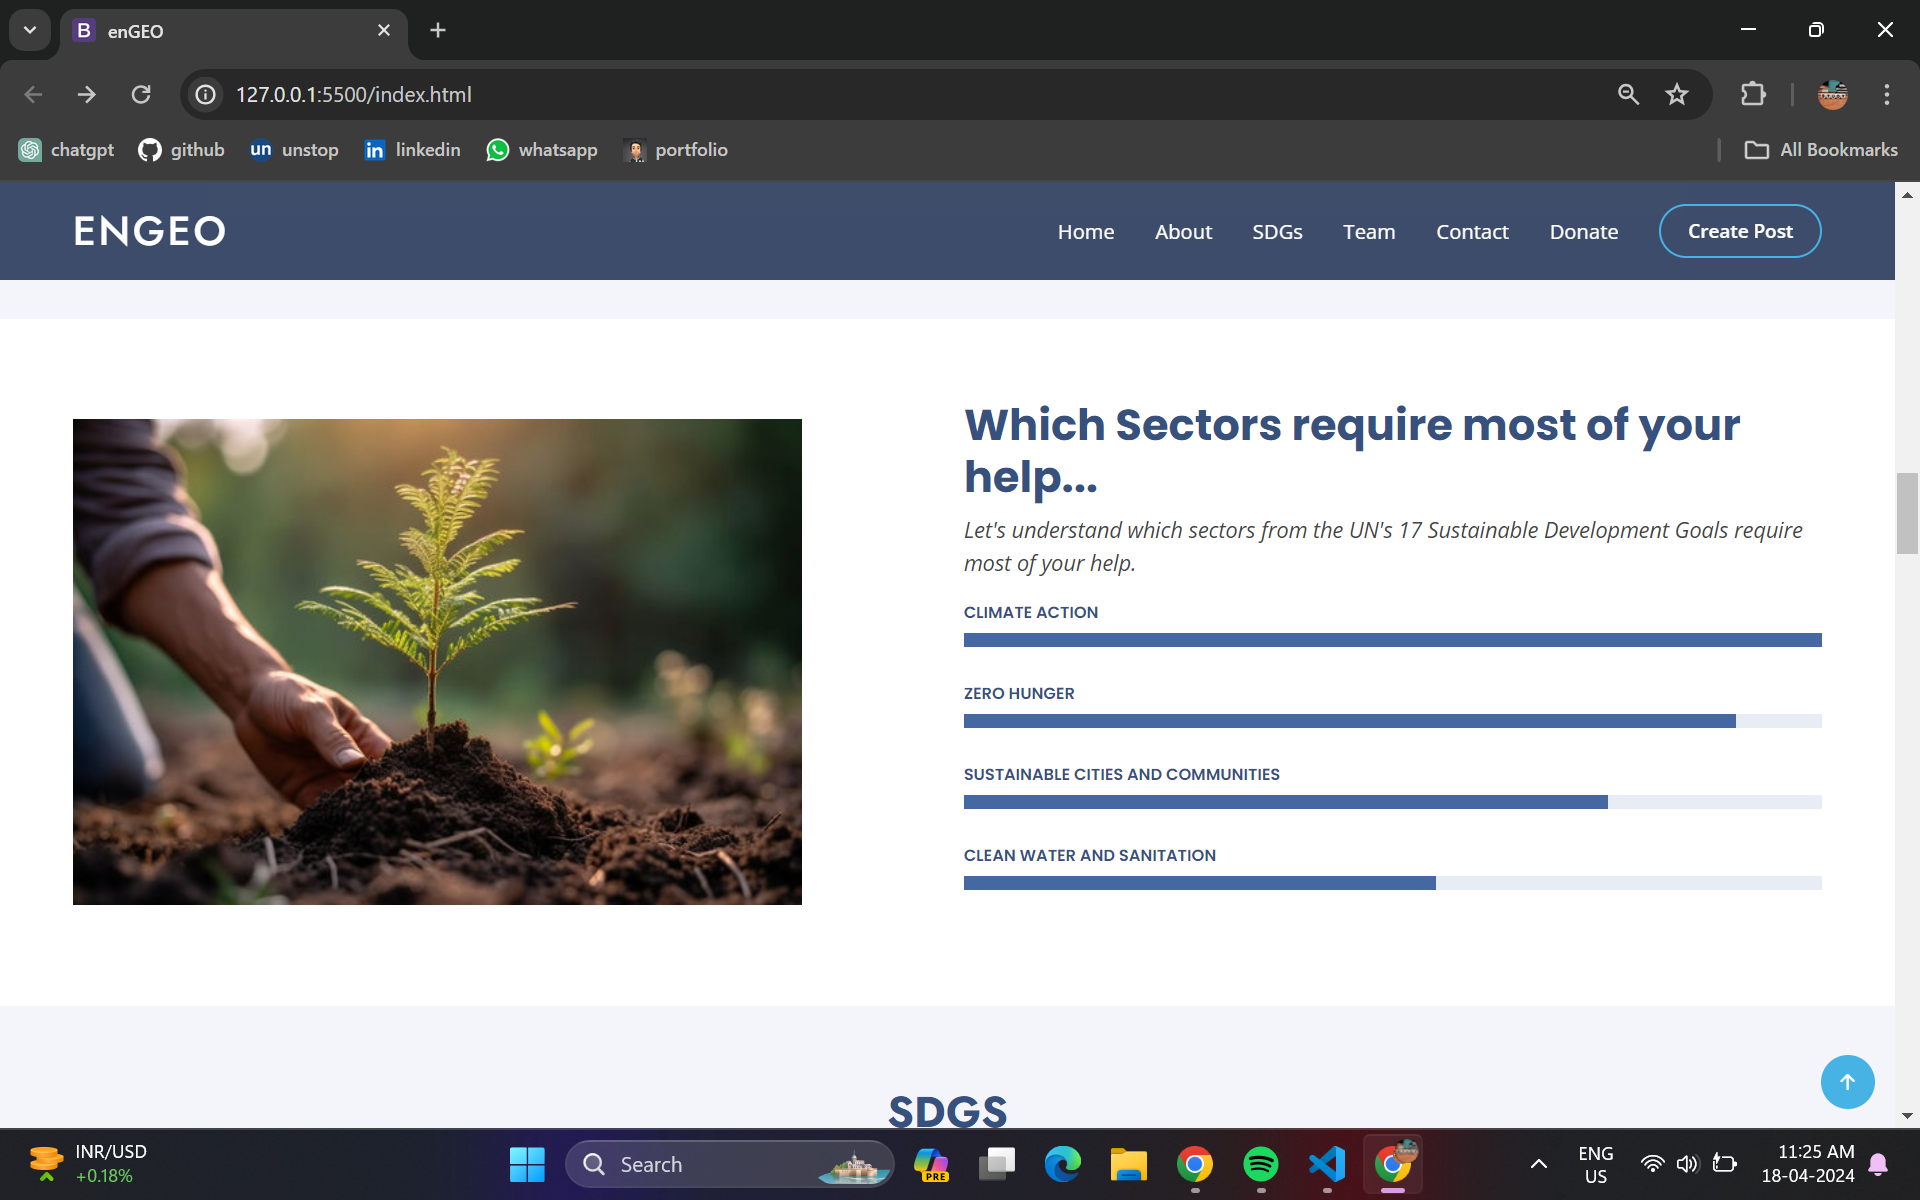 B enGEO
127.0.0.1:5500/index.html
chatgpt github un unstop in linkedin whatsapp portfolio All Bookmarks
ENGEO Home About SDGs Team Contact Donate Create Post
Which Sectors require most of your
help...
Let's understand which sectors from the UN's 17 Sustainable Development Goals require
most of your help.
CLIMATE ACTION
ZERO HUNGER
SUSTAINABLE CITIES AND COMMUNITIES
CLEAN WATER AND SANITATION
SDGS
INR/USD
+0.18%
Search
PRE
ENG
US
11:25 AM
18-04-2024